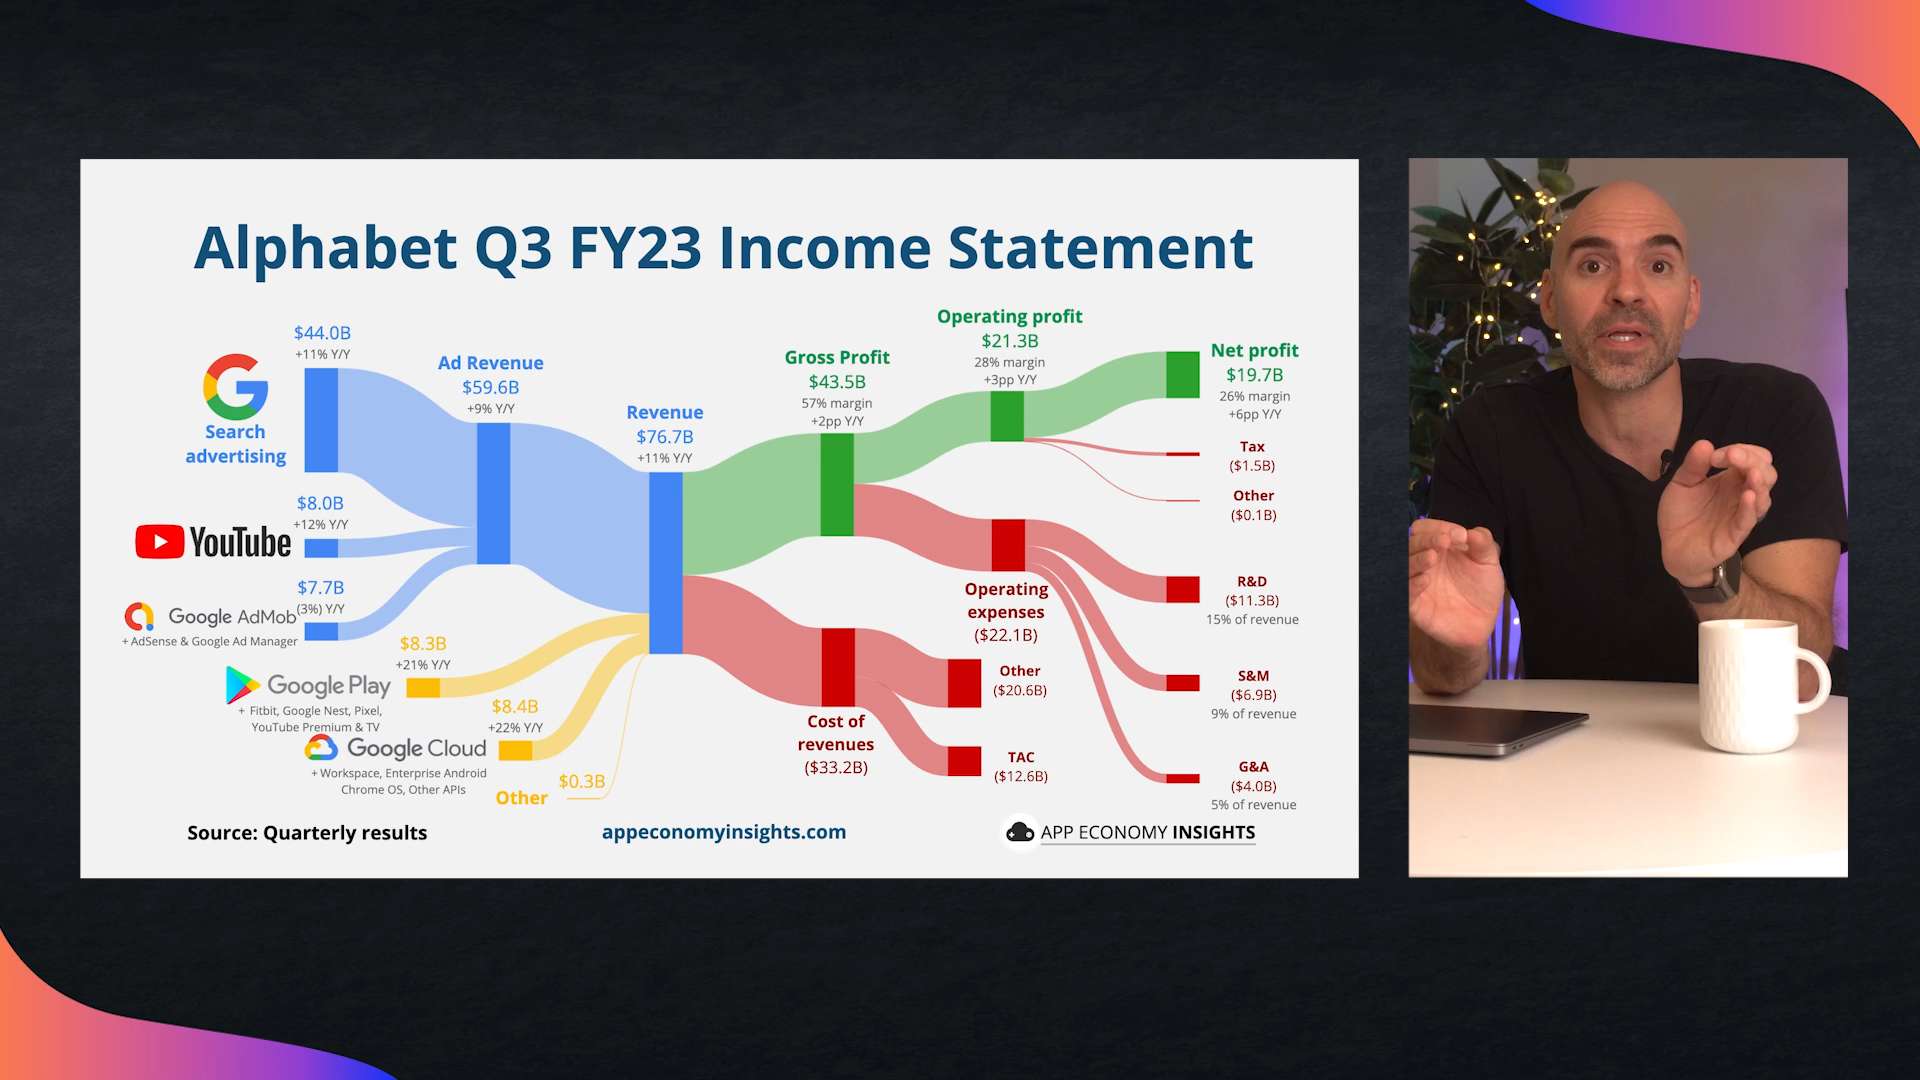 Alphabet Q3 FY23 Income Statement
$44.0B
+11% Y/Y
Search
advertising
$8.0B
+12% Y/Y
YouTube
$7.7B
(3%) Y/Y
Google AdMob
+ AdSense & Google Ad Manager
Ad Revenue
$59.6B
+9% Y/Y
$8.3B
+21% Y/Y
Google Play
+ Fitbit, Google Nest, Pixel,
YouTube Premium & TV
$8.4B
+22% Y/Y
Google Cloud
+ Workspace, Enterprise Android
Chrome OS, Other APIs
$0.3B
Other
Revenue
$76.7B
+11% Y/Y
Gross Profit
$43.5B
57% margin
+2pp Y/Y
Cost of
revenues
($33.2B)
Operating profit
$21.3B
28% margin
+3pp Y/Y
Operating
expenses
($22.1B)
Other
($20.6B)
TAC
($12.6B)
Net profit
$19.7B
26% margin
+6pp Y/Y
Tax
($1.5B)
Other
($0.1B)
R&D
($11.3B)
15% of revenue
S&M
($6.9B)
9% of revenue
G&A
($4.0B)
5% of revenue
Source: Quarterly results
appeconomyinsights.com
APP ECONOMY INSIGHTS